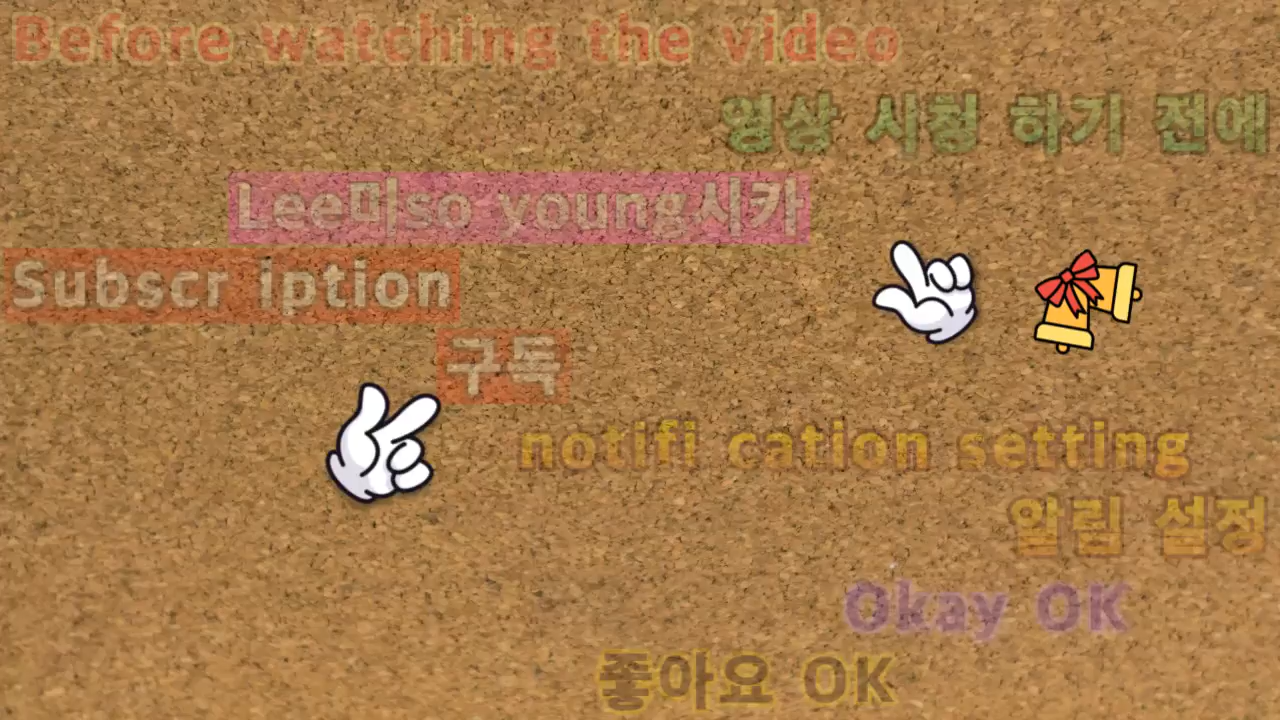 Before watching the video
영상 시청 하기 전에
Lee미so young시카
Subscr iption
구독
notifi cation setting
알림 설정
Okay OK
좋아요 OK